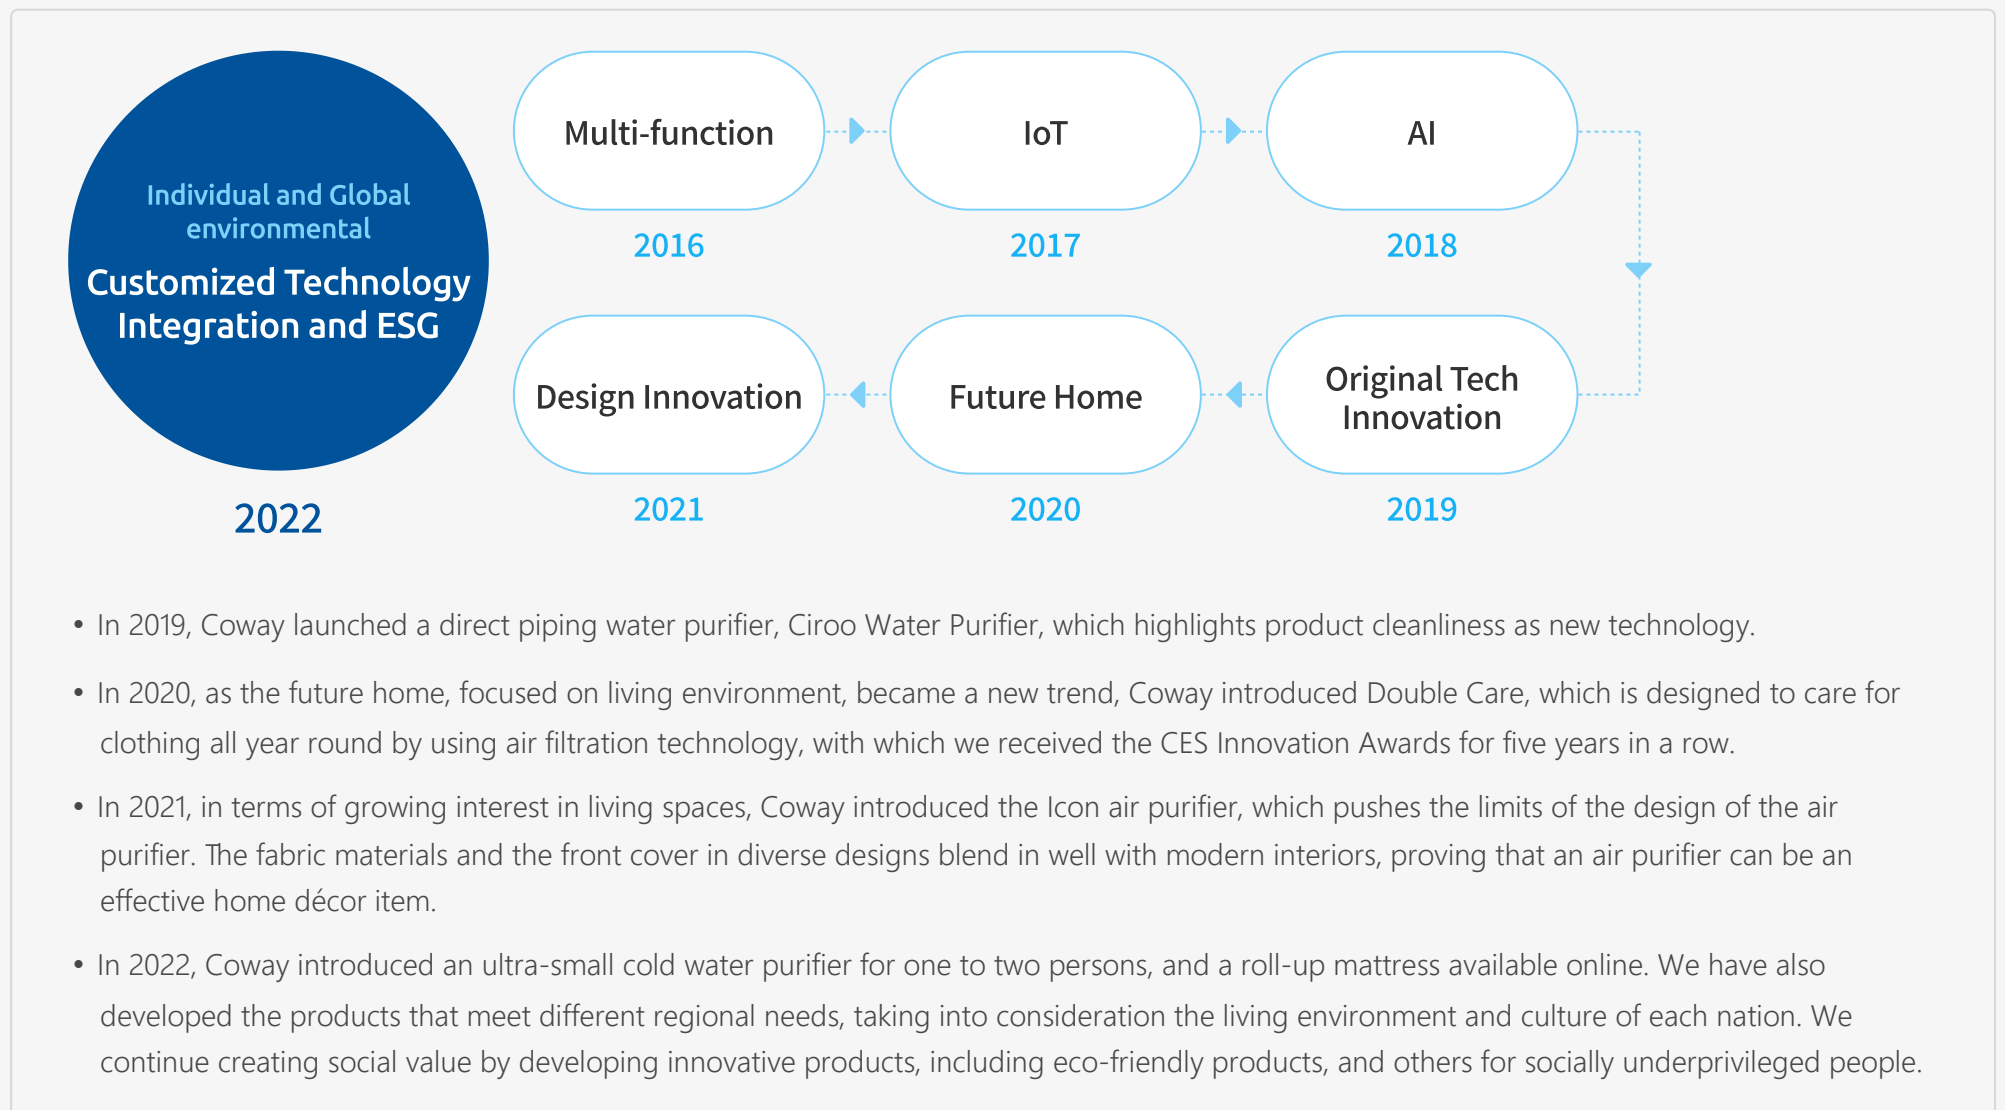 Individual and Global
environmental
Customized Technology
Integration and ESG
2022
Multi-function
2016
IoT
2017
AI
2018
Original Tech
Innovation
2019
Future Home
2020
Design Innovation
2021
• In 2019, Coway launched a direct piping water purifier, Ciroo Water Purifier, which highlights product cleanliness as new technology.
• In 2020, as the future home, focused on living environment, became a new trend, Coway introduced Double Care, which is designed to care for
clothing all year round by using air filtration technology, with which we received the CES Innovation Awards for five years in a row.
• In 2021, in terms of growing interest in living spaces, Coway introduced the Icon air purifier, which pushes the limits of the design of the air
purifier. The fabric materials and the front cover in diverse designs blend in well with modern interiors, proving that an air purifier can be an
effective home décor item.
• In 2022, Coway introduced an ultra-small cold water purifier for one to two persons, and a roll-up mattress available online. We have also
developed the products that meet different regional needs, taking into consideration the living environment and culture of each nation. We
continue creating social value by developing innovative products, including eco-friendly products, and others for socially underprivileged people.